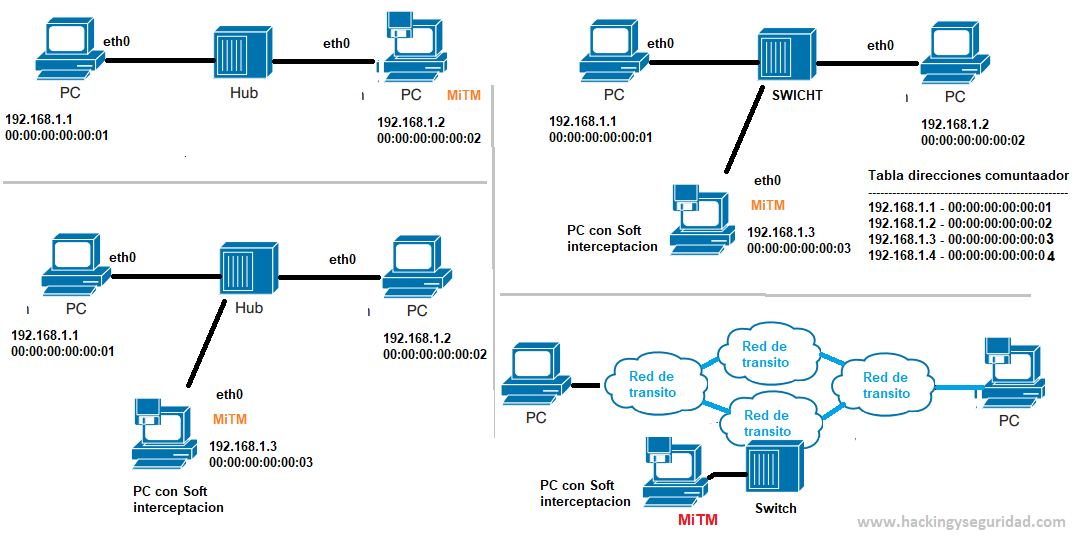 eth0
eth0
PC
Hub
PC
MiTM
192.168.1.1
00:00:00:00:00:01
192.168.1.2
00:00:00:00:00:02
eth0
eth0
PC
SWICHT
PC
192.168.1.1
00:00:00:00:00:01
192.168.1.2
00:00:00:00:00:02
eth0
MiTM
PC con Soft
interceptacion
192.168.1.3
00:00:00:00:00:03
Tabla direcciones comuntaador
------------------------------------------------
192.168.1.1 - 00:00:00:00:00:01
192.168.1.2 - 00:00:00:00:00:02
192.168.1.3 - 00:00:00:00:00:03
192-168.1.4 - 00:00:00:00:00:04
eth0
eth0
PC
Hub
PC
192.168.1.1
00:00:00:00:00:01
192.168.1.2
00:00:00:00:00:02
eth0
MiTM
192.168.1.3
00:00:00:00:00:03
PC con Soft
interceptacion
PC
Red de
transito
Red de
transito
Red de
transito
Red de
transito
PC
PC con Soft
interceptacion
MiTM
Switch
www.hackingyseguridad.com